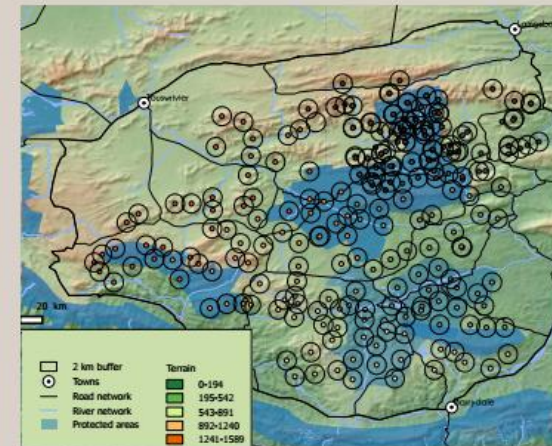 Touwsrivier
20 km
2 km buffer
Towns
Road network
River network
Protected areas
Terrain
0-194
195-542
543-891
892-1240
1241-1589